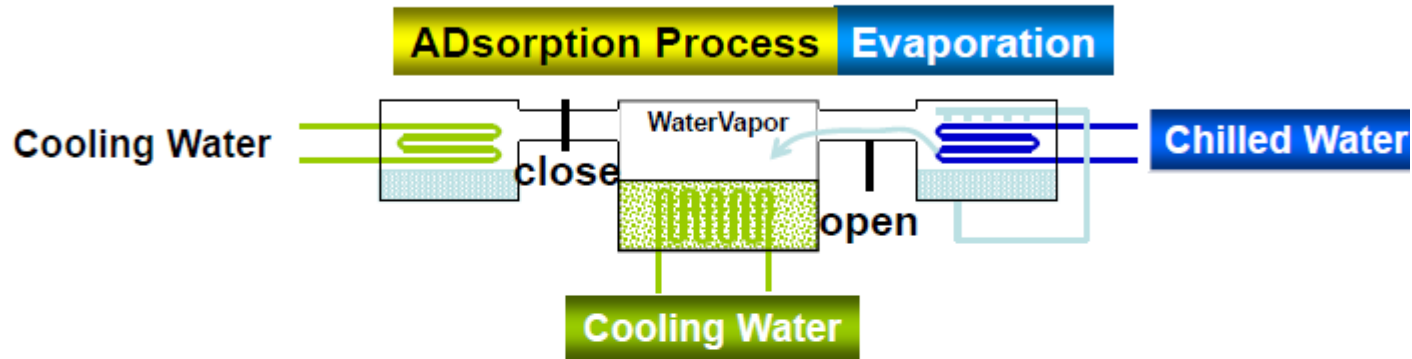 ADsorption Process
Evaporation
Cooling Water
close
WaterVapor
open
Chilled Water
Cooling Water